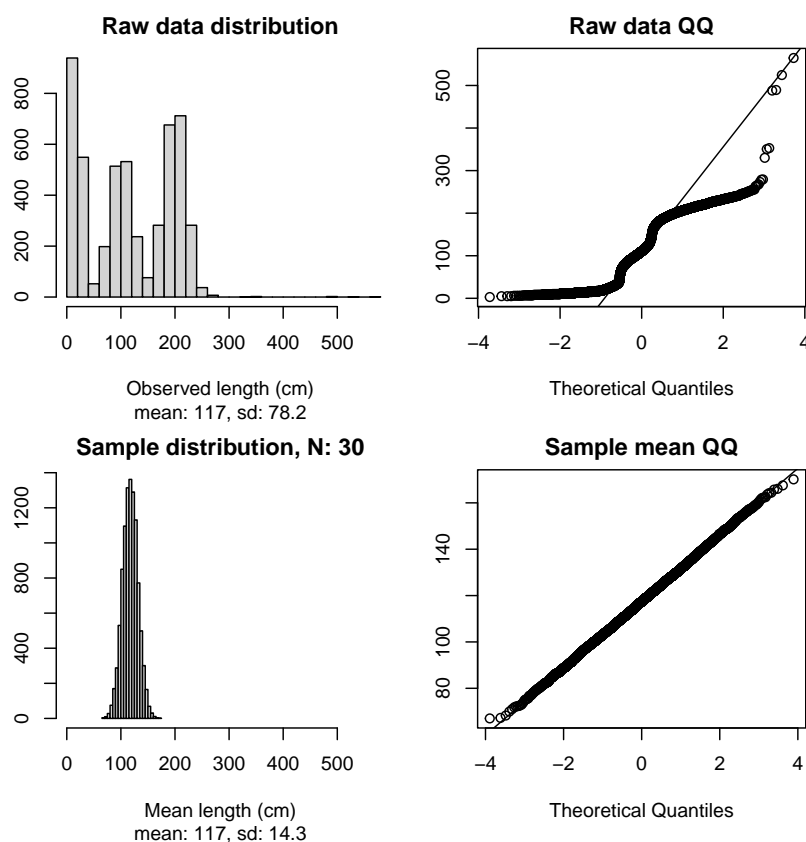 Raw data distribution
0 200 400 600 800
0 100 200 300 400 500
Observed length (cm)
mean: 117, sd: 78.2
Raw data QQ
0 100 300 500
−4 −2 0 2 4
Theoretical Quantiles
Sample distribution, N: 30
0 400 800 1200
0 100 200 300 400 500
Mean length (cm)
mean: 117, sd: 14.3
Sample mean QQ
80 100 140
−4 −2 0 2 4
Theoretical Quantiles